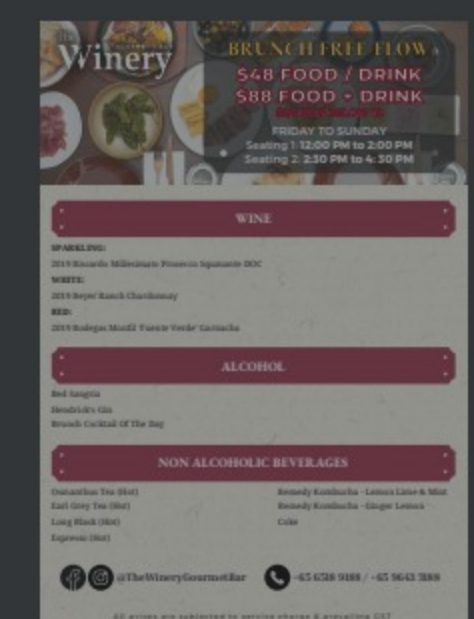 The
Winery
BRUNCH FREE FLOW
$48 FOOD / DRINK
$88 FOOD + DRINK
FRIDAY TO SUNDAY
Seating 1: 12:00 PM to 2:00 PM
Seating 2: 2:30 PM to 4:30 PM
WINE
SPARKLING:
2019 Millesimato Prosecco Spumante DOC
WHITE:
2019 Beyer Ranch Chardonnay
RED:
2019 Bodegas Monfil 'Fuente Verde' Garnacha
ALCOHOL
Red Sangria
Hendrick's Gin
Brunch Cocktail Of The Day
NON ALCOHOLIC BEVERAGES
Osmanthus Tea (Hot)
Earl Grey Tea (Hot)
Long Black (Hot)
Espresso (Hot)
Remedy Kombucha - Lemon Lime & Mint
Remedy Kombucha - Ginger Lemon
Coke
@TheWineryGourmetBar
+65 6518 9188 / +65 9643
All prices are subjected to service charge & prevailing GST